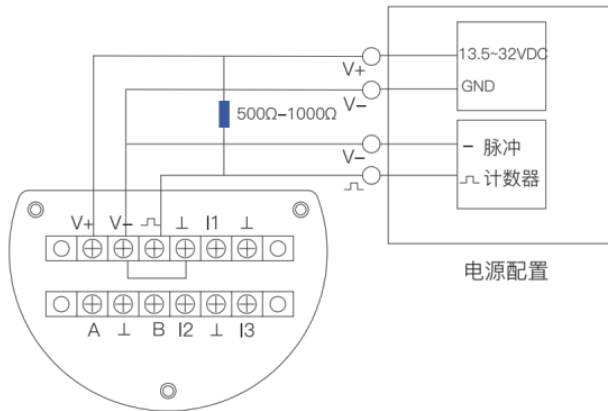 V+
13.5~32VDC
V-
GND
500Ω-1000Ω
V-
- 脉冲
⎍ 计数器
⎍
V+ V- ⎍ ⊥ I1 ⊥
电源配置
A ⊥ B I2 ⊥ I3